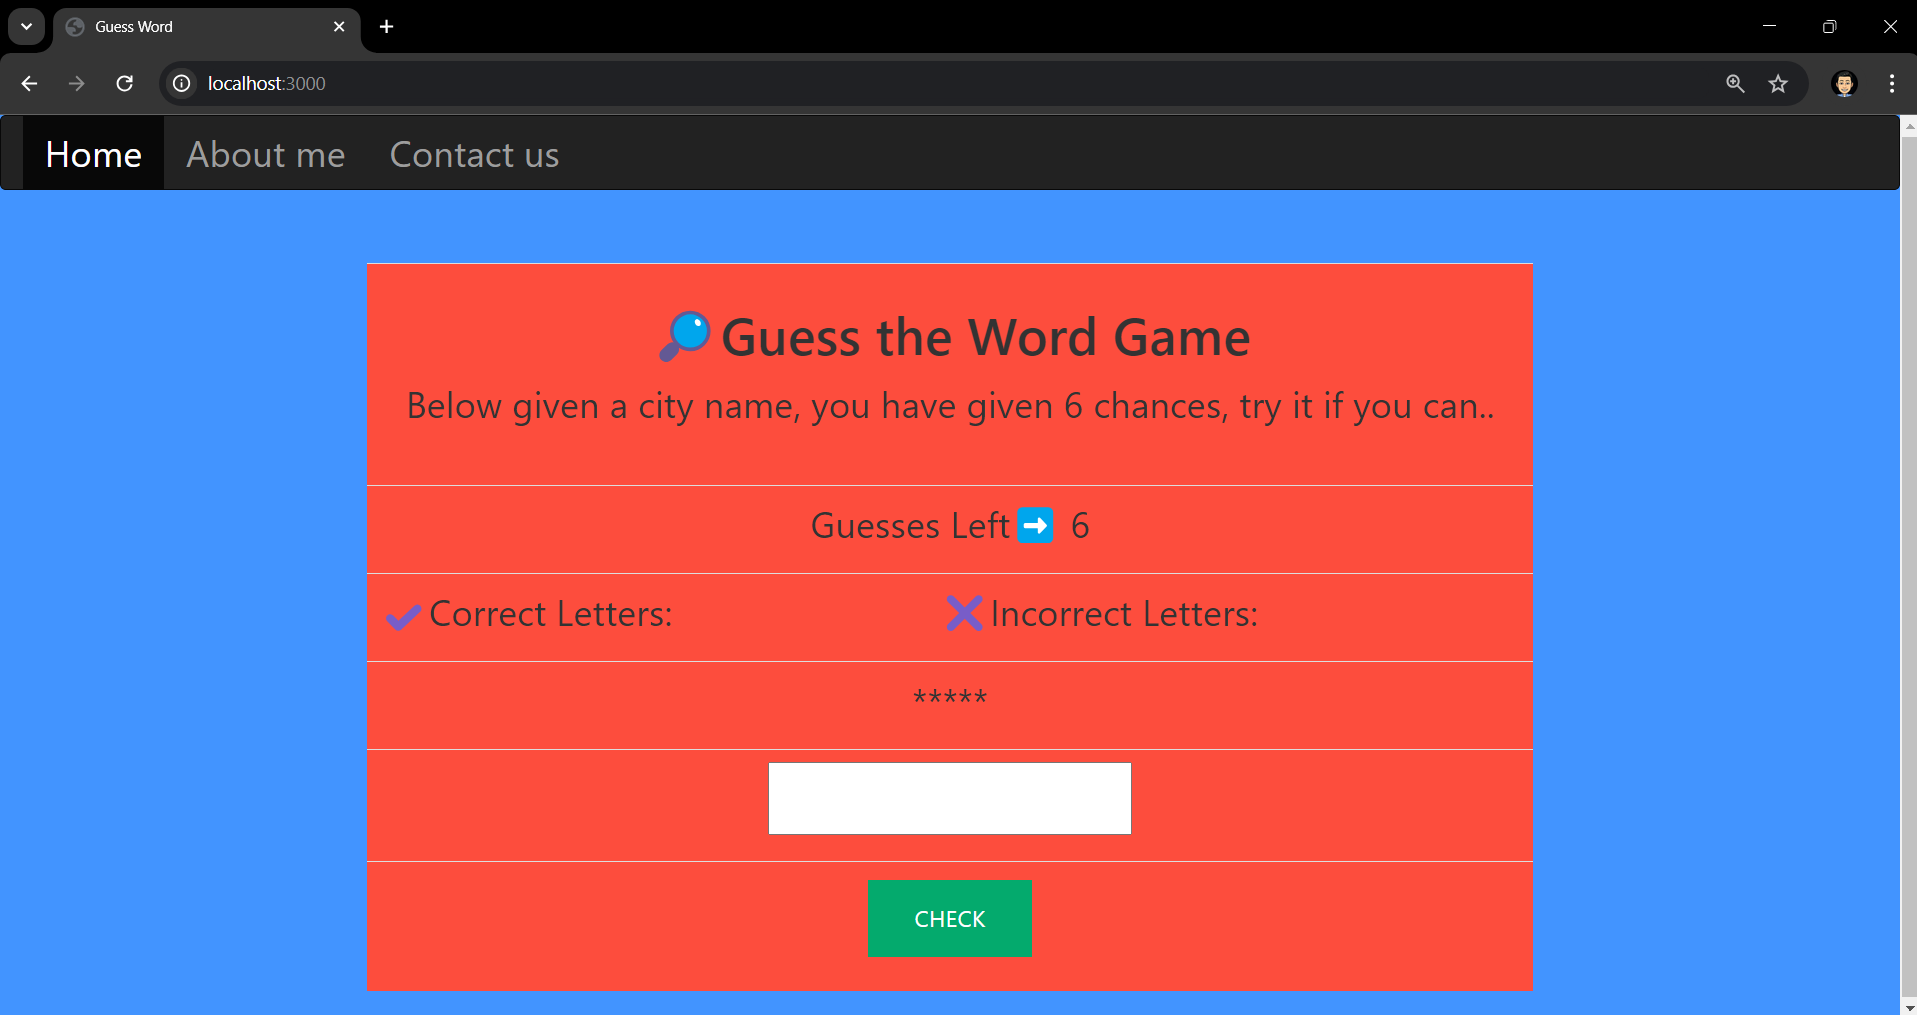 Guess Word
localhost:3000
Home About me Contact us
Guess the Word Game
Below given a city name, you have given 6 chances, try it if you can..
Guesses Left➡ 6
✔Correct Letters: ❌Incorrect Letters:
*****
CHECK